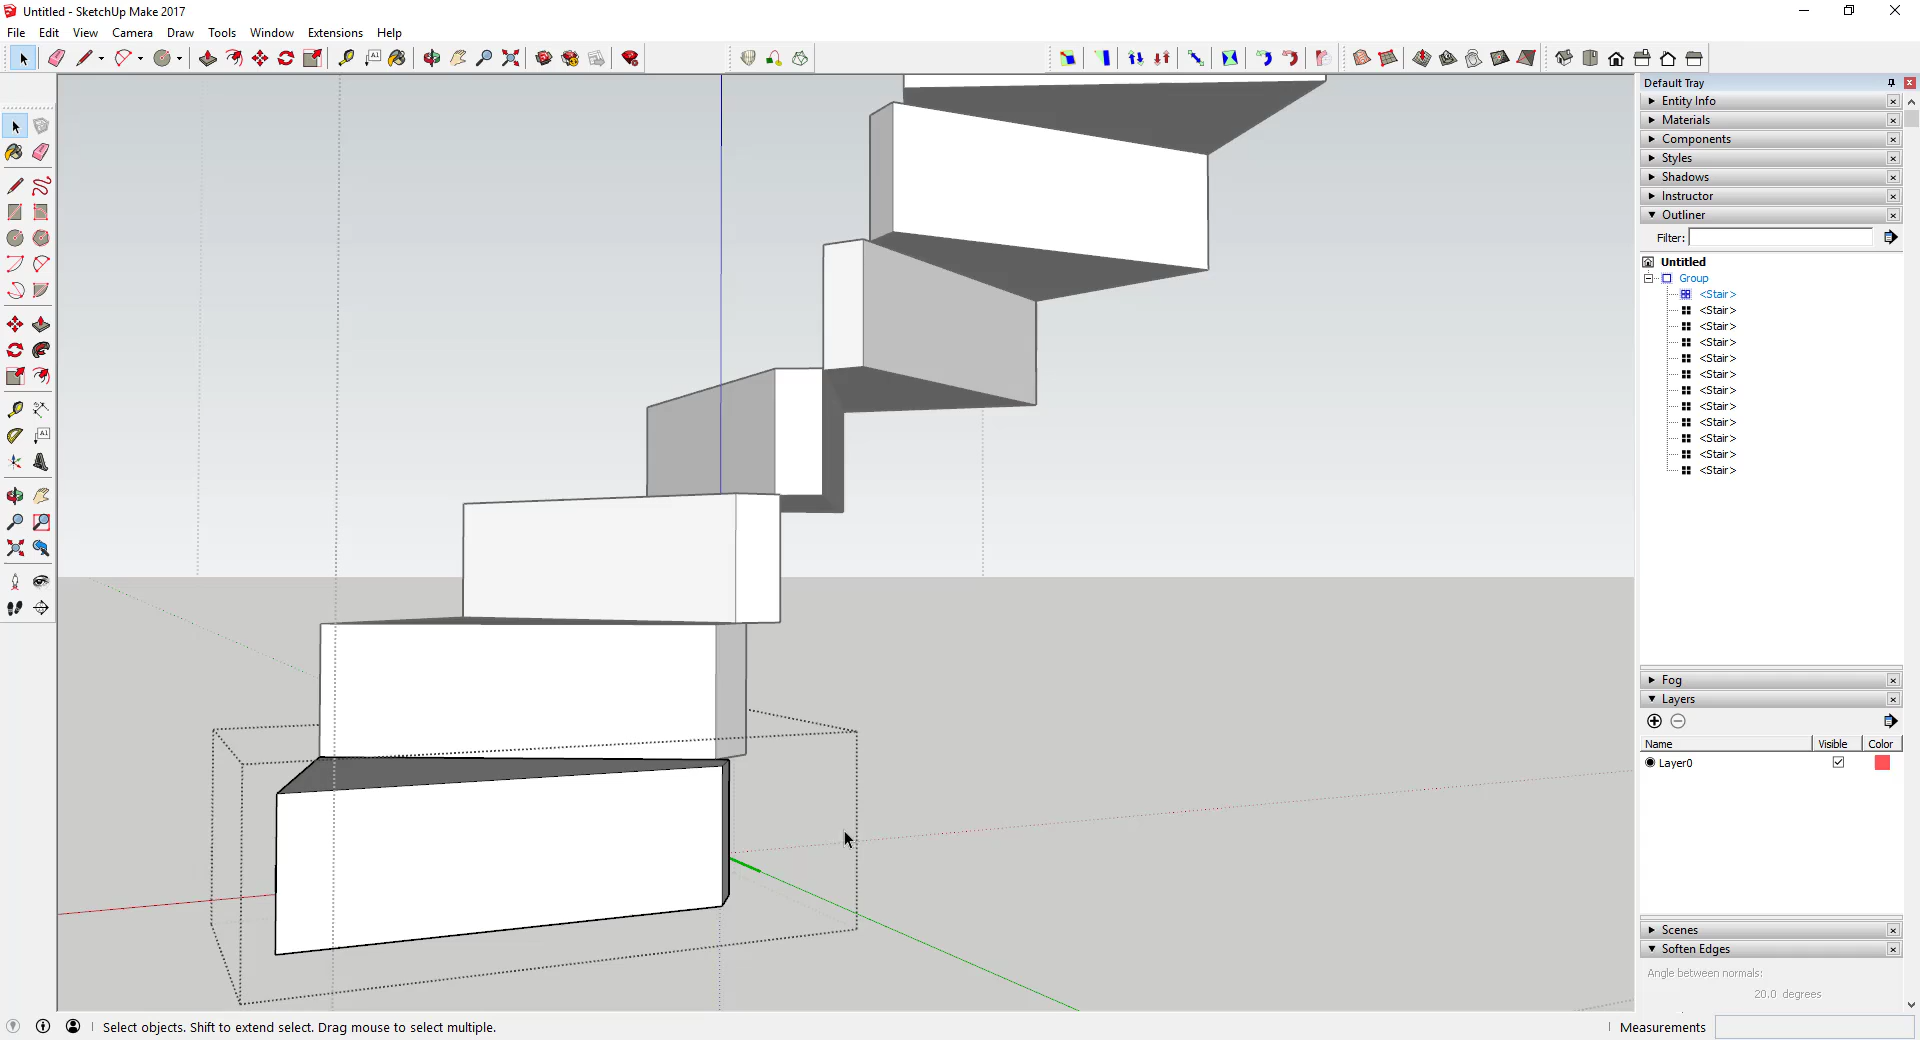 Untitled - SketchUp Make 2017
File Edit View Camera Draw Tools Window Extensions Help
A1
Default Tray
Entity Info
Materials
Components
Styles
Shadows
Instructor
Outliner
Filter:
Untitled
Group
<Stair>
<Stair>
<Stair>
<Stair>
<Stair>
<Stair>
<Stair>
<Stair>
<Stair>
<Stair>
<Stair>
<Stair>
A1
Fog
Layers
Name Visible Color
Layer0
Scenes
Soften Edges
Angle between normals:
20.0 degrees
Select objects. Shift to extend select. Drag mouse to select multiple.
Measurements